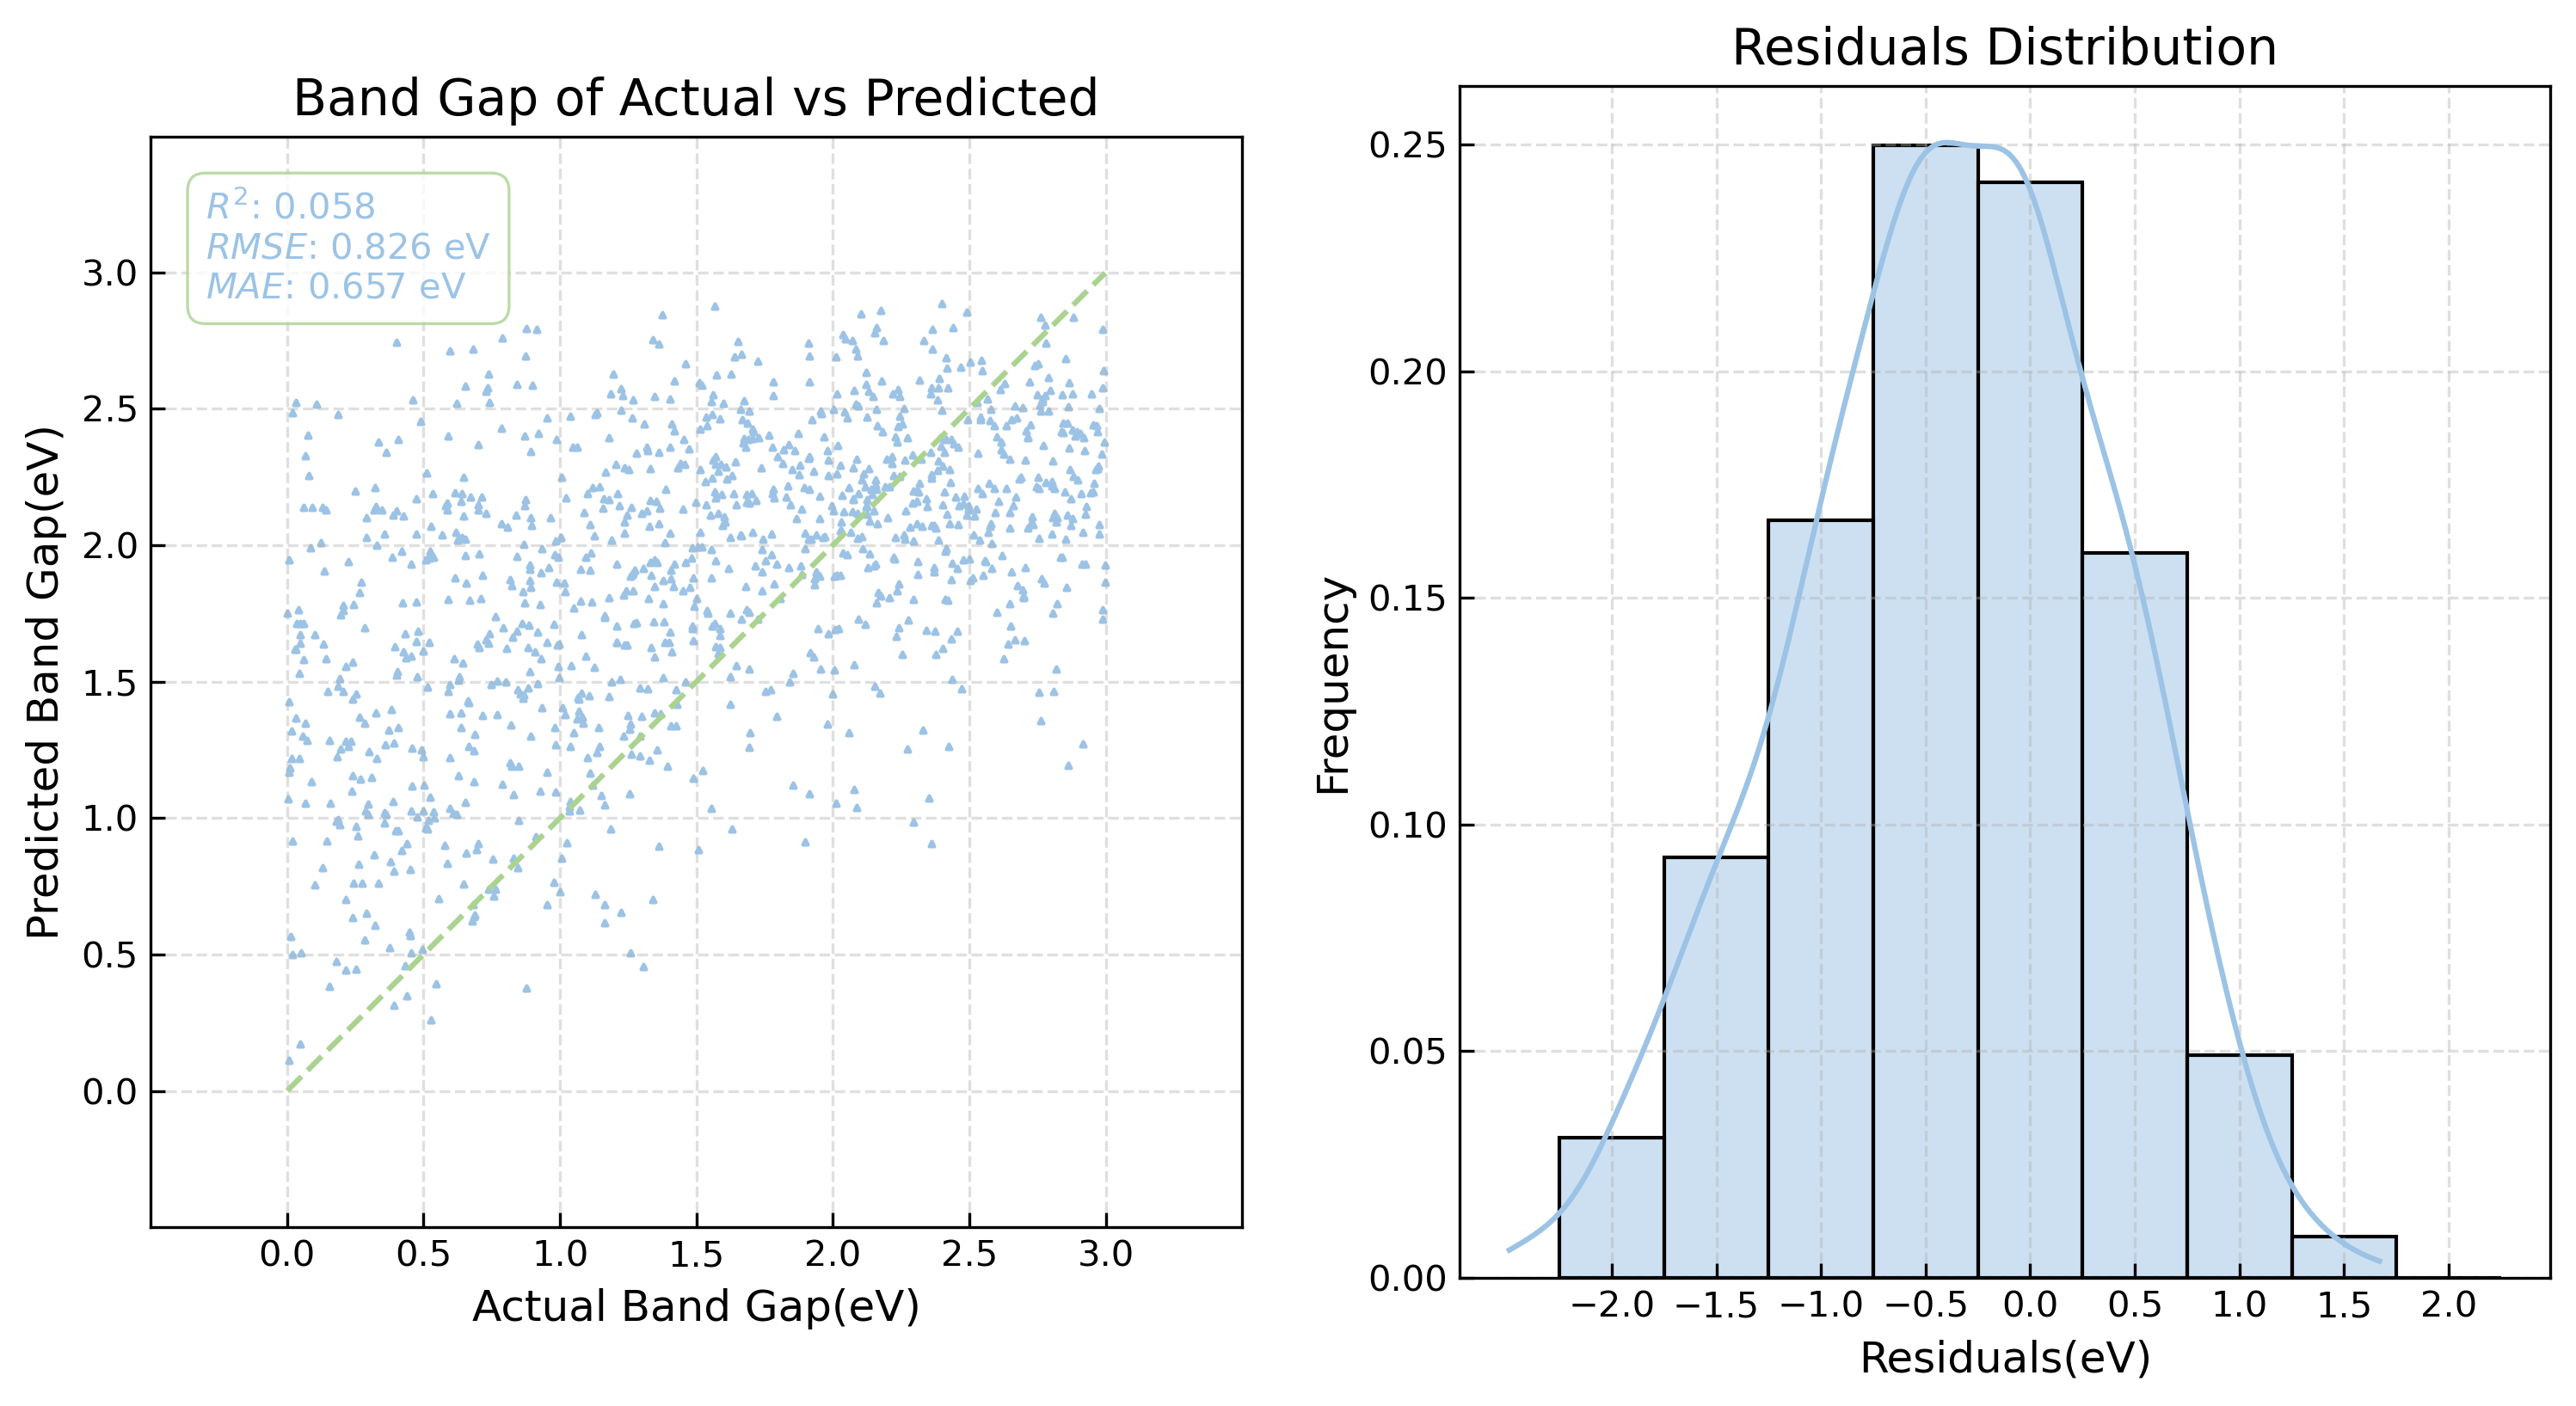 Band Gap of Actual vs Predicted
R²: 0.058
RMSE: 0.826 eV
MAE: 0.657 eV
3.0
2.5
2.0
1.5
1.0
0.5
0.0
Predicted Band Gap(eV)
0.0 0.5 1.0 1.5 2.0 2.5 3.0
Actual Band Gap(eV)
Residuals Distribution
0.25
0.20
0.15
0.10
0.05
0.00
Frequency
−2.0 −1.5 −1.0 −0.5 0.0 0.5 1.0 1.5 2.0
Residuals(eV)